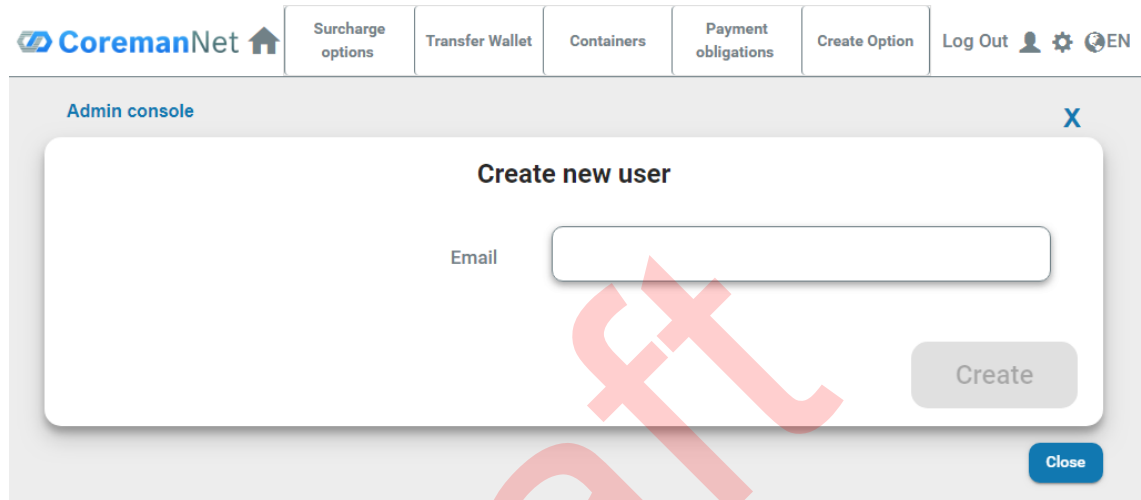 CoremanNet
Surcharge
options
Transfer Wallet
Containers
Payment
obligations
Create Option
Log Out
EN
Admin console
X
Create new user
Email
Create
Close